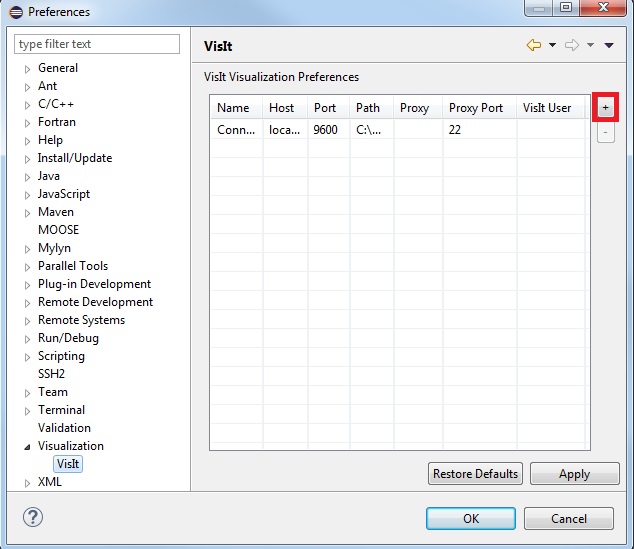 Preferences
type filter text
General
Ant
C/C++
Fortran
Help
Install/Update
Java
JavaScript
Maven
MOOSE
Mylyn
Parallel Tools
Plug-in Development
Remote Development
Remote Systems
Run/Debug
Scripting
SSH2
Team
Terminal
Validation
Visualization
VisIt
XML
VisIt
VisIt Visualization Preferences
Name Host Port Path Proxy Proxy Port VisIt User
Conn... loca... 9600 C:\... 22
+
-
Restore Defaults Apply
? OK Cancel